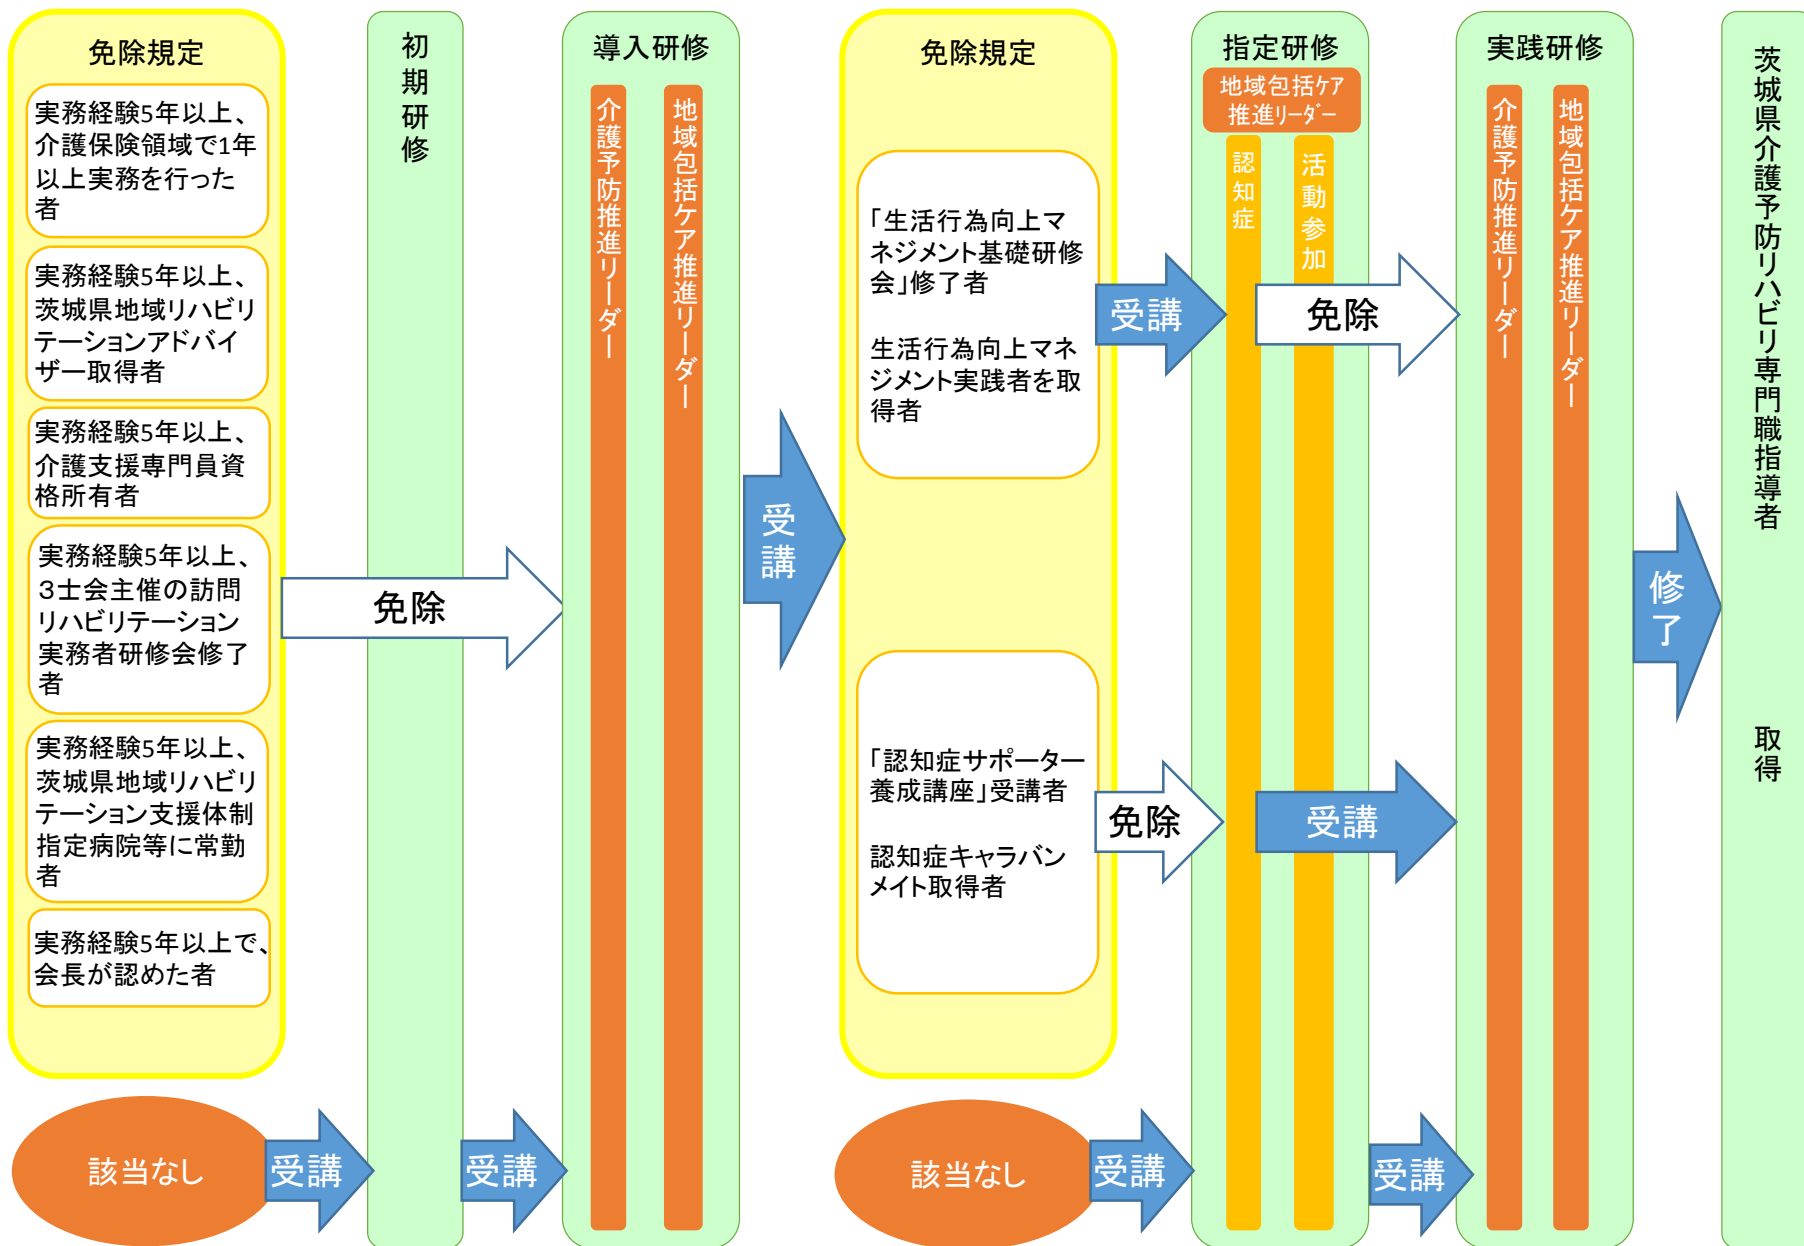 免除規定
実務経験5年以上、
介護保険領域で1年
以上実務を行った
者
実務経験5年以上、
茨城県地域リハビリ
テーションアドバイ
ザー取得者
実務経験5年以上、
介護支援専門員資
格所有者
実務経験5年以上、
3士会主催の訪問
リハビリテーション
実務者研修会修了
者
実務経験5年以上、
茨城県地域リハビリ
テーション支援体制
指定病院等に常勤
者
実務経験5年以上で、
会長が認めた者
該当なし
受講
初期研修
免除
受講
導入研修
介護予防推進リーダー
地域包括ケア推進リーダー
受講
免除規定
「生活行為向上マ
ネジメント基礎研修
会」修了者
生活行為向上マネ
ジメント実践者を取
得者
「認知症サポーター
養成講座」受講者
認知症キャラバン
メイト取得者
該当なし
受講
免除
受講
指定研修
地域包括ケア
推進リーダー
認知症
活動参加
免除
受講
受講
実践研修
介護予防推進リーダー
地域包括ケア推進リーダー
修了
茨城県介護予防リハビリ専門職指導者
取得